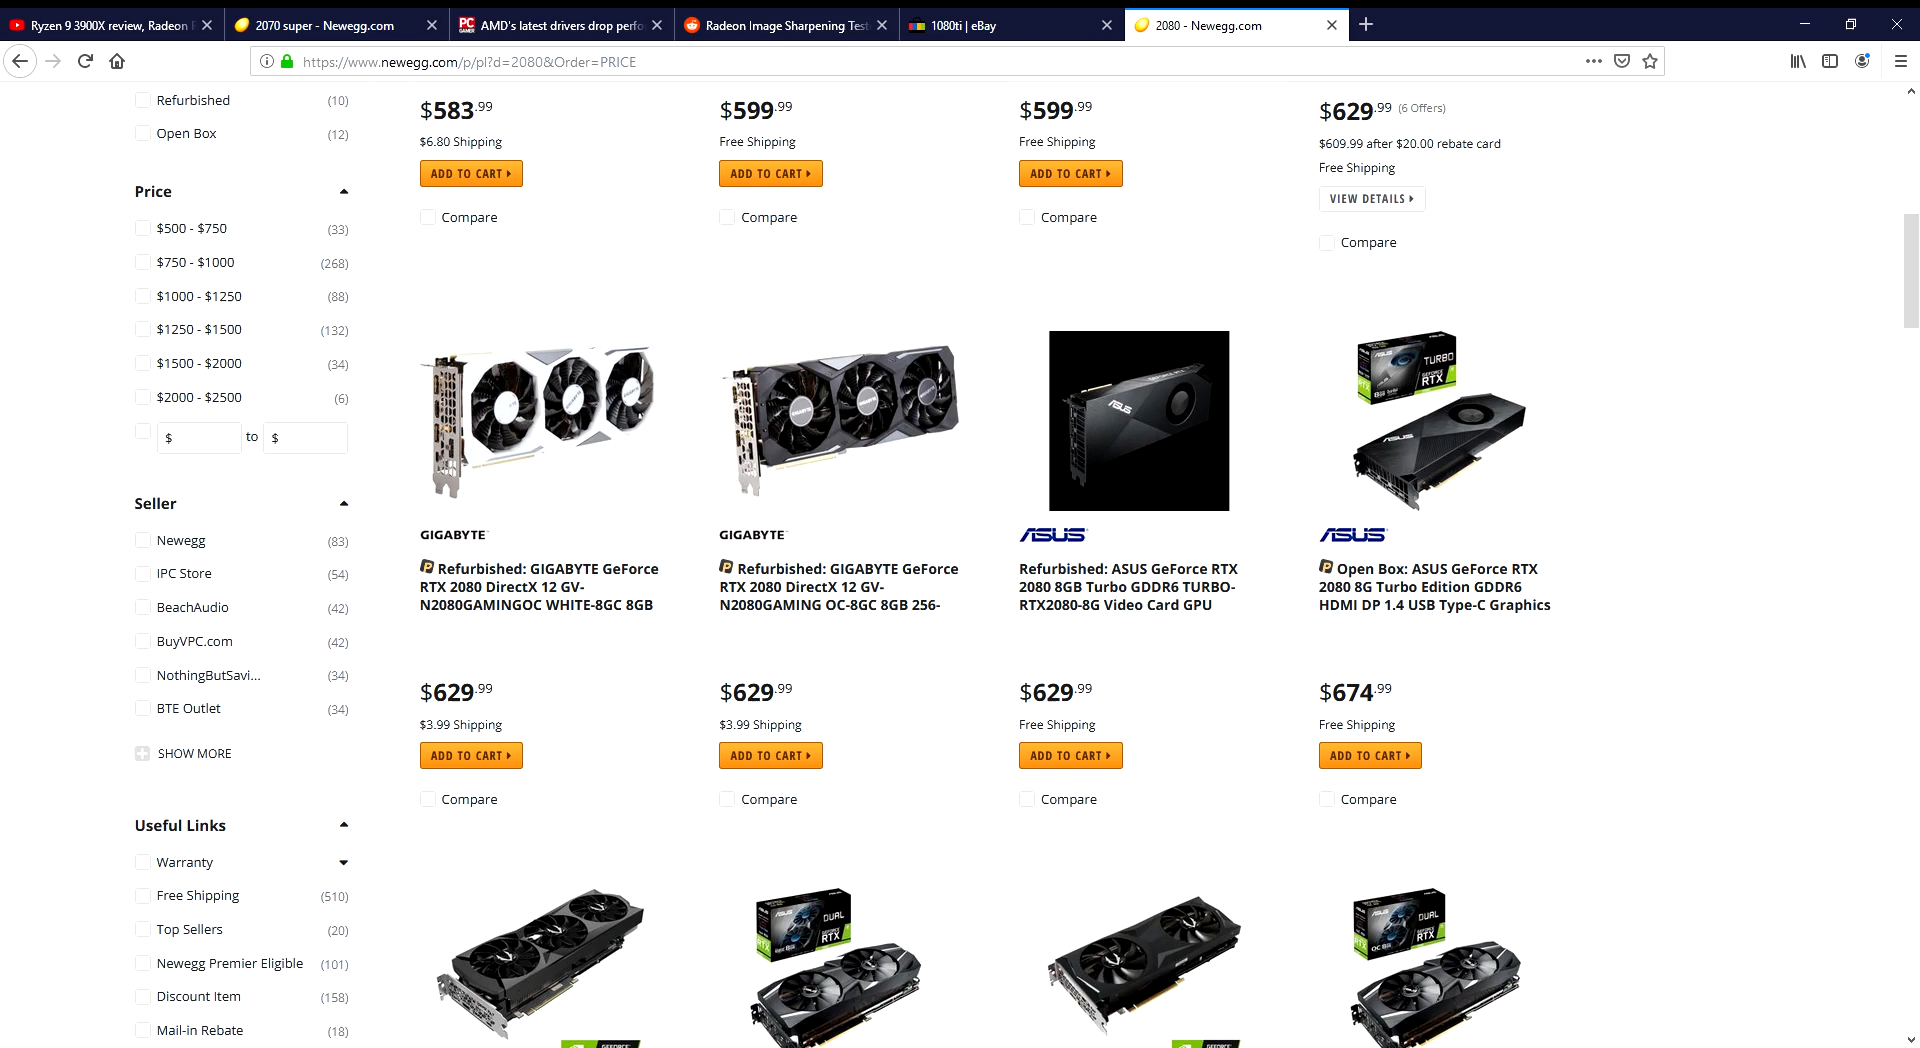 Ryzen 9 3900X review, Radeon
2070 super - Newegg.com
AMD's latest drivers drop perfo
Radeon Image Sharpening Test
1080ti | eBay
2080 - Newegg.com
https://www.newegg.com/p/pl?d=2080&Order=PRICE
Refurbished (10)
Open Box (12)
Price
$500 - $750 (33)
$750 - $1000 (268)
$1000 - $1250 (88)
$1250 - $1500 (132)
$1500 - $2000 (34)
$2000 - $2500 (6)
$ to $
Seller
Newegg (83)
IPC Store (54)
BeachAudio (42)
BuyVPC.com (42)
NothingButSavi... (34)
BTE Outlet (34)
SHOW MORE
Useful Links
Warranty
Free Shipping (510)
Top Sellers (20)
Newegg Premier Eligible (101)
Discount Item (158)
Mail-in Rebate (18)
$583.99
$6.80 Shipping
ADD TO CART
Compare
$599.99
Free Shipping
ADD TO CART
Compare
$599.99
Free Shipping
ADD TO CART
Compare
$629.99 (6 Offers)
$609.99 after $20.00 rebate card
Free Shipping
VIEW DETAILS
Compare
GIGABYTE
Refurbished: GIGABYTE GeForce
RTX 2080 DirectX 12 GV-
N2080GAMINGOC WHITE-8GC 8GB
$629.99
$3.99 Shipping
ADD TO CART
Compare
GIGABYTE
Refurbished: GIGABYTE GeForce
RTX 2080 DirectX 12 GV-
N2080GAMING OC-8GC 8GB 256-
$629.99
$3.99 Shipping
ADD TO CART
Compare
ASUS
ASUS
Refurbished: ASUS GeForce RTX
2080 8GB Turbo GDDR6 TURBO-
RTX2080-8G Video Card GPU
$629.99
Free Shipping
ADD TO CART
Compare
ASUS
TURBO
GEFORCE
RTX
ASUS
ASUS
Open Box: ASUS GeForce RTX
2080 8G Turbo Edition GDDR6
HDMI DP 1.4 USB Type-C Graphics
$674.99
Free Shipping
ADD TO CART
Compare
GEFORCE
DUAL
RTX
GEFORCE
DUAL
RTX